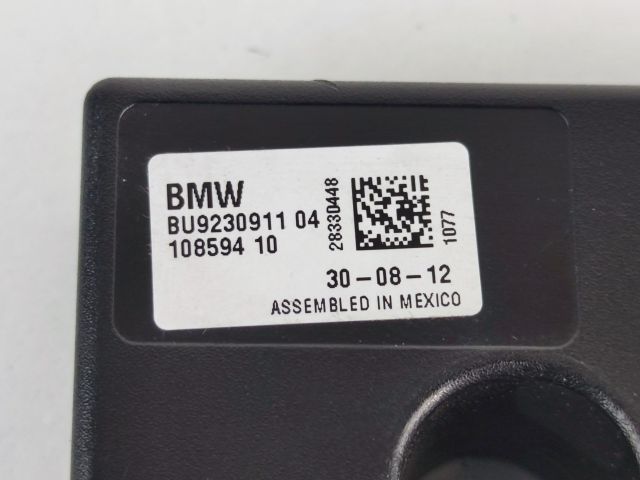 BMW
BU9230911 04
108594 10
28330448
1077
30-08-12
ASSEMBLED IN MEXICO